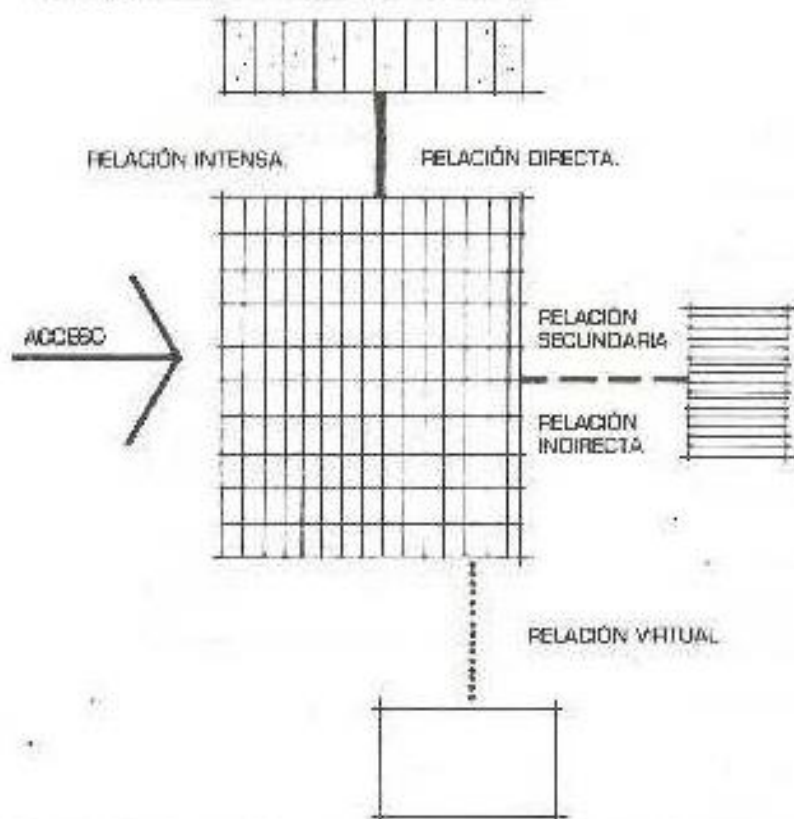 RELACIÓN INTENSA.
RELACIÓN DIRECTA.
ACCESO
RELACIÓN
SECUNDARIA
RELACIÓN
INDIRECTA
RELACIÓN VIRTUAL